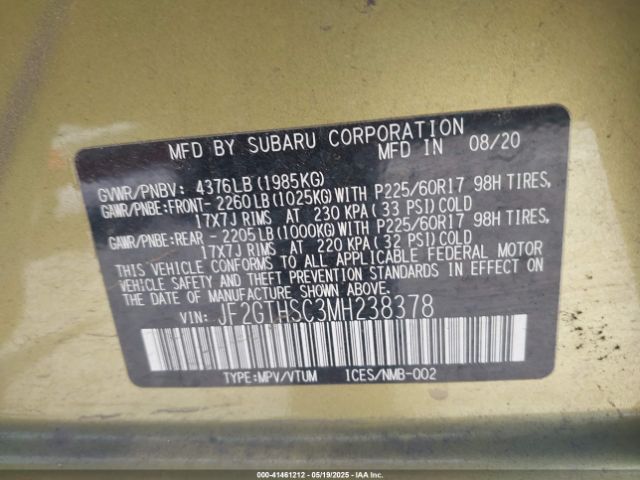 MFD BY SUBARU CORPORATION
MFD IN 08/20
GVWR/PNBV: 4376LB(1985KG)
GAWR/PNBE:FRONT- 2260LB(1025KG)WITH P225/60R17 98H TIRES,
17X7J RIMS AT 230 KPA(33 PSI)COLD
GAWR/PNBE:REAR - 2205LB(1000KG)WITH P225/60R17 98H TIRES,
17X7J RIMS AT 220 KPA(32 PSI)COLD
THIS VEHICLE CONFORMS TO ALL APPLICABLE FEDERAL MOTOR
VEHICLE SAFETY AND THEFT PREVENTION STANDARDS IN EFFECT ON
THE DATE OF MANUFACTURE SHOWN ABOVE.
VIN: JF2GTHSC3MH238378
TYPE:MPV/VTUM ICES/NMB-002
000-41461212 - 05/19/2025 - IAAI.com